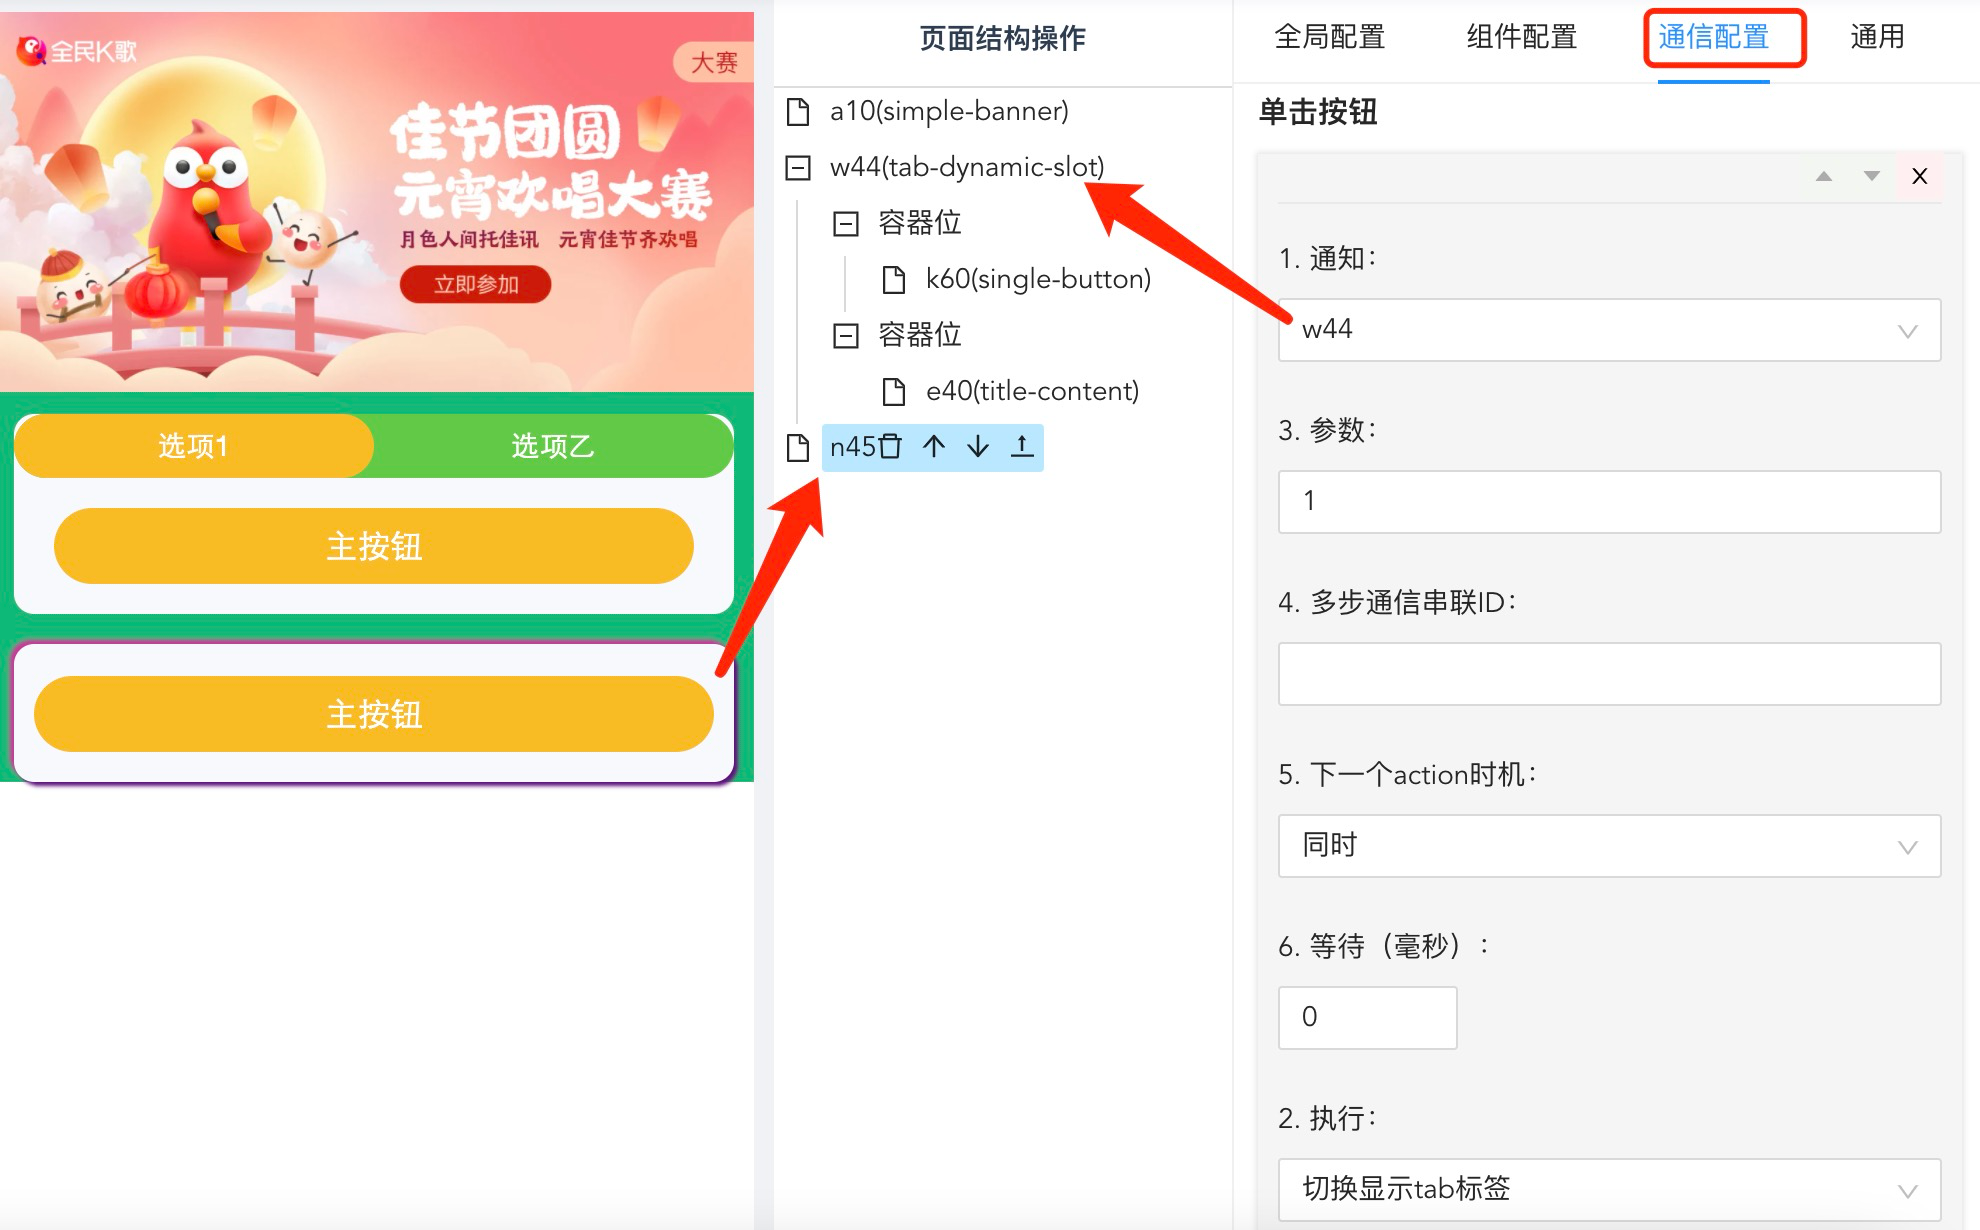 全民K歌
大赛
佳节团圆
元宵欢唱大赛
月色人间托佳讯 元宵佳节齐欢唱
立即参加
选项1
选项乙
主按钮
主按钮
页面结构操作
a10(simple-banner)
w44(tab-dynamic-slot)
容器位
k60(single-button)
容器位
e40(title-content)
n45
全局配置
组件配置
通信配置
通用
单击按钮
X
1. 通知：
w44
3. 参数：
1
4. 多步通信串联ID：
5. 下一个action时机：
同时
6. 等待（毫秒）：
0
2. 执行：
切换显示tab标签